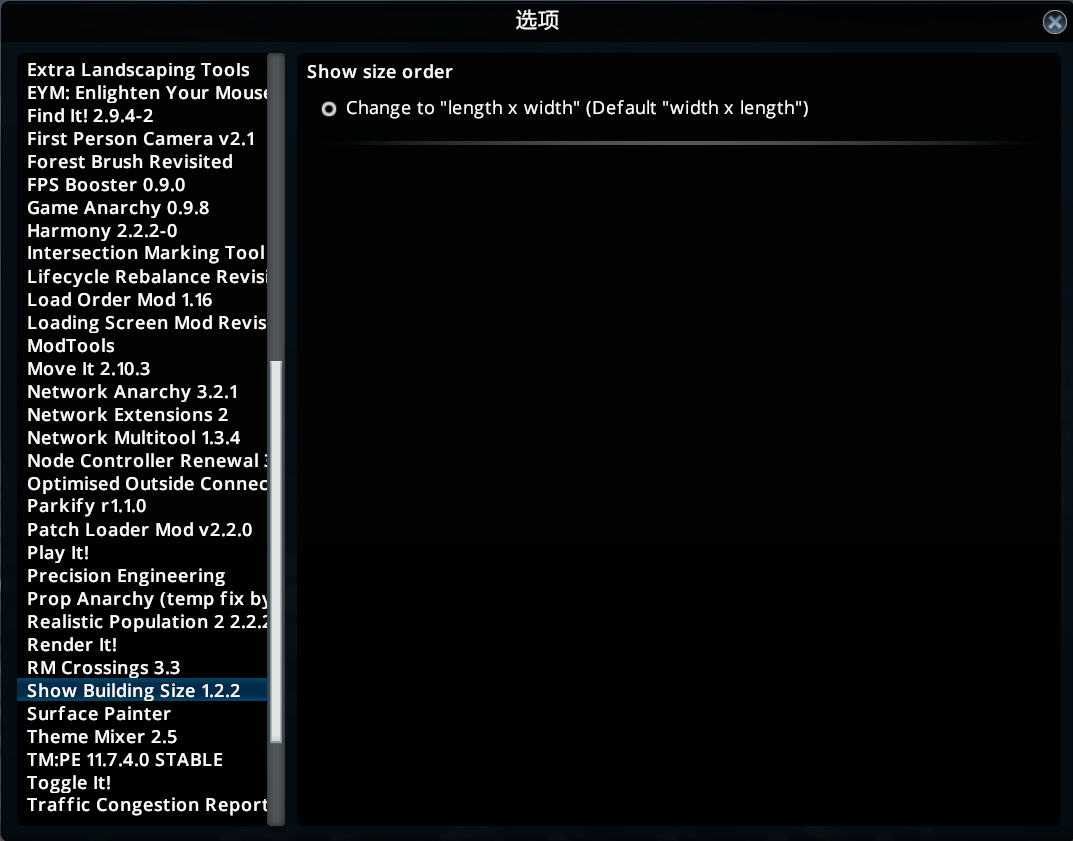 选项
Extra Landscaping Tools
EYM: Enlighten Your Mouse
Find It! 2.9.4-2
First Person Camera v2.1
Forest Brush Revisited
FPS Booster 0.9.0
Game Anarchy 0.9.8
Harmony 2.2.2-0
Intersection Marking Tool
Lifecycle Rebalance Revisi
Load Order Mod 1.16
Loading Screen Mod Revis
ModTools
Move It 2.10.3
Network Anarchy 3.2.1
Network Extensions 2
Network Multitool 1.3.4
Node Controller Renewal 3
Optimised Outside Connec
Parkify r1.1.0
Patch Loader Mod v2.2.0
Play It!
Precision Engineering
Prop Anarchy (temp fix by
Realistic Population 2 2.2.2
Render It!
RM Crossings 3.3
Show Building Size 1.2.2
Surface Painter
Theme Mixer 2.5
TM:PE 11.7.4.0 STABLE
Toggle It!
Traffic Congestion Report
Show size order
Change to "length x width" (Default "width x length")